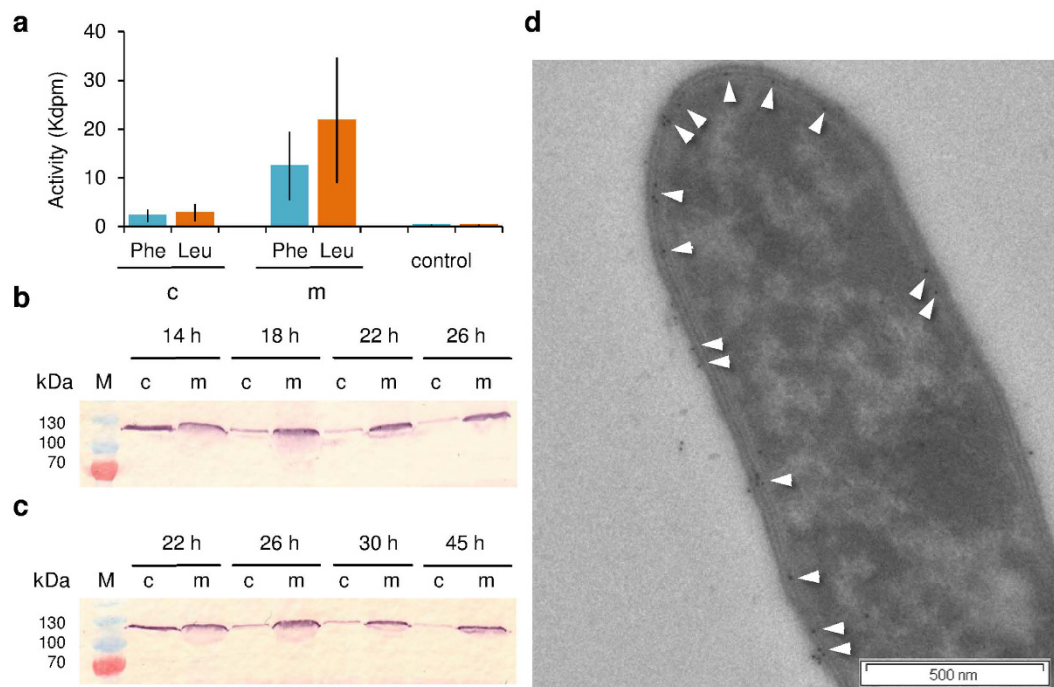 a
Activity (Kdpm)
40
30
20
10
0
Phe Leu Phe Leu control
c m
b
14 h 18 h 22 h 26 h
kDa M c m c m c m c m
130
100
70
c
22 h 26 h 30 h 45 h
kDa M c m c m c m c m
130
100
70
d
500 nm